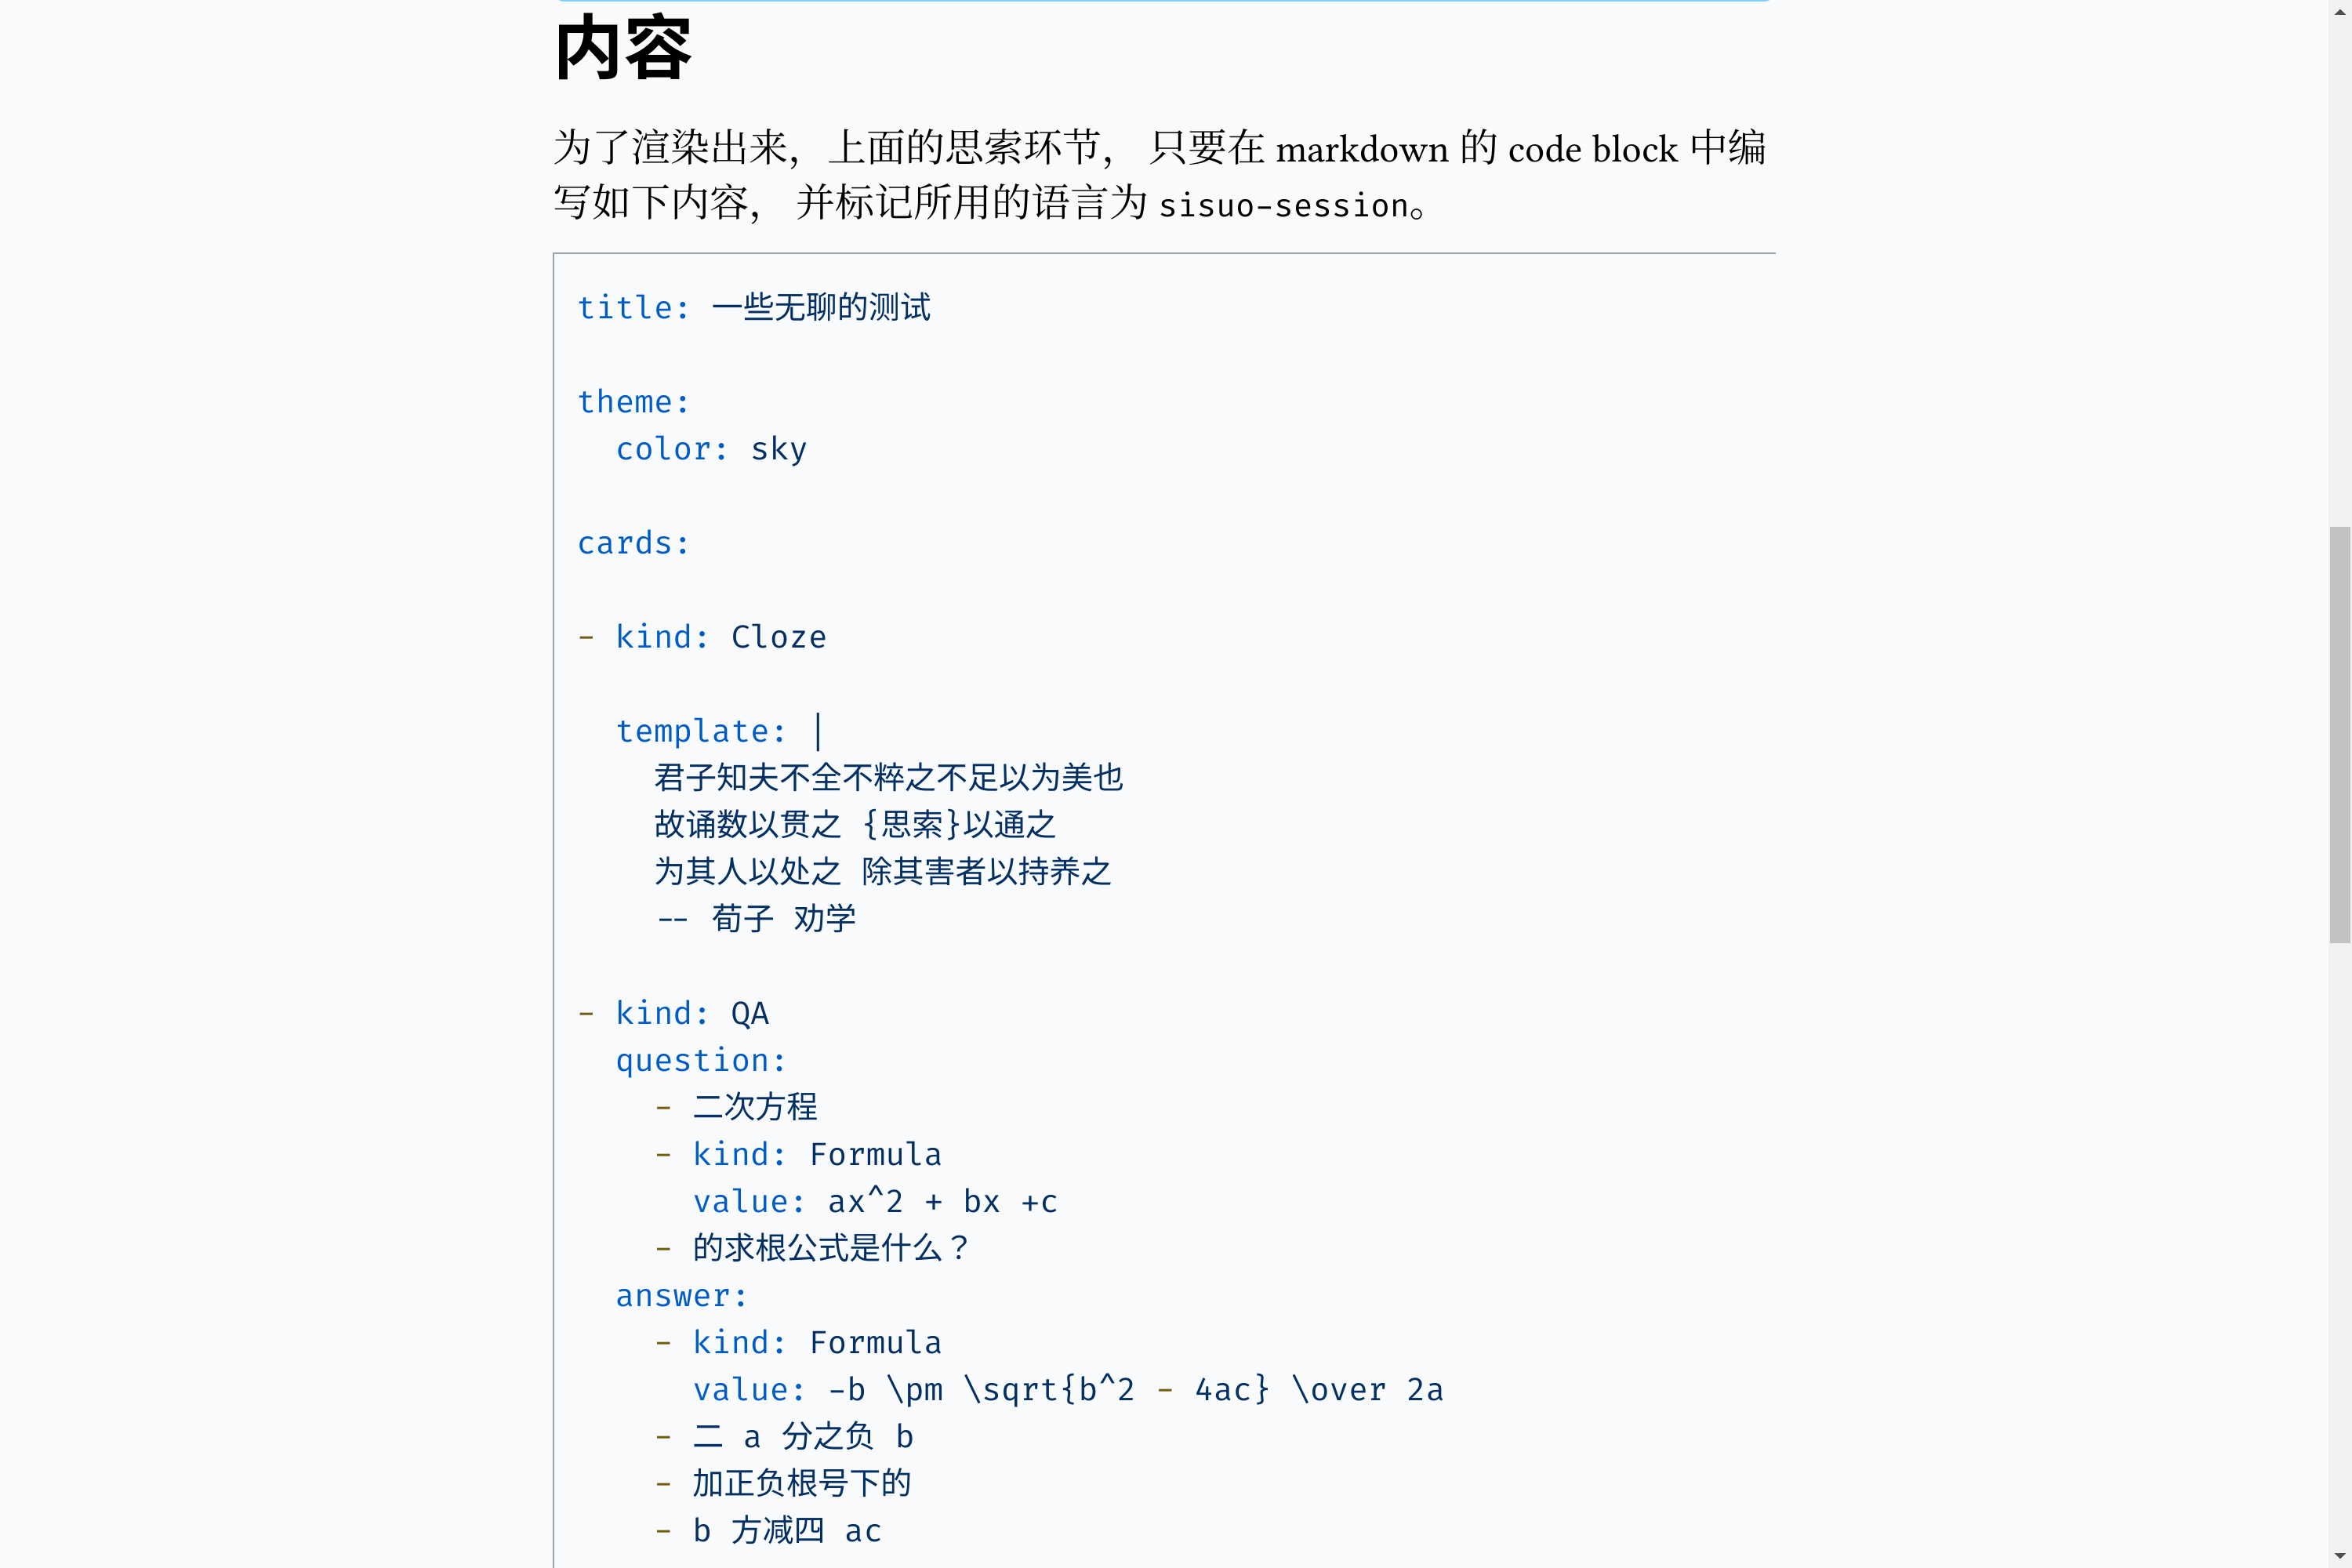 内容
为了渲染出来， 上面的思索环节， 只要在 markdown 的 code block 中编
写如下内容， 并标记所用的语言为 sisuo-session。
title: 一些无聊的测试
theme:
  color: sky
cards:
- kind: Cloze
  template: |
    君子知夫不全不粹之不足以为美也
    故诵数以贯之 {思索}以通之
    为其人以处之 除其害者以持养之
    -- 荀子 劝学
- kind: QA
  question:
    - 二次方程
    - kind: Formula
      value: ax^2 + bx +c
    - 的求根公式是什么？
  answer:
    - kind: Formula
      value: -b \pm \sqrt{b^2 - 4ac} \over 2a
    - 二 a 分之负 b
    - 加正负根号下的
    - b 方减四 ac